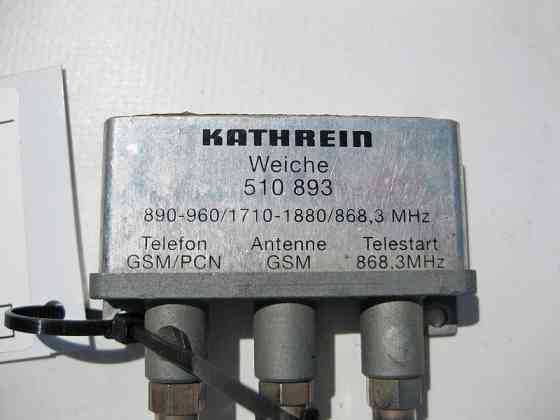 KATHREIN
Weiche
510 893
890-960/1710-1880/868,3 MHz
Telefon Antenne Telestart
GSM/PCN GSM 868,3MHz